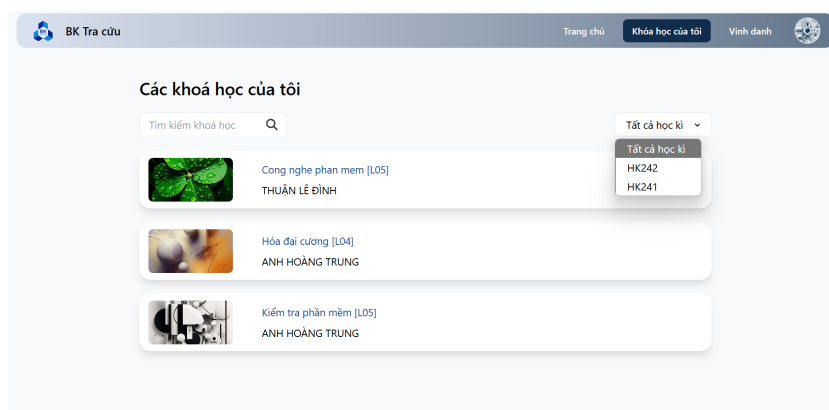 BK
BK Tra cứu
Trang chủ
Khóa học của tôi
Vinh danh
Các khoá học của tôi
Tìm kiếm khoá học
Tất cả học kì
Tất cả học kì
HK242
HK241
Cong nghe phan mem [L05]
THUẬN LÊ ĐÌNH
Hóa đại cương [L04]
ANH HOÀNG TRUNG
Kiểm tra phần mềm [L05]
ANH HOÀNG TRUNG